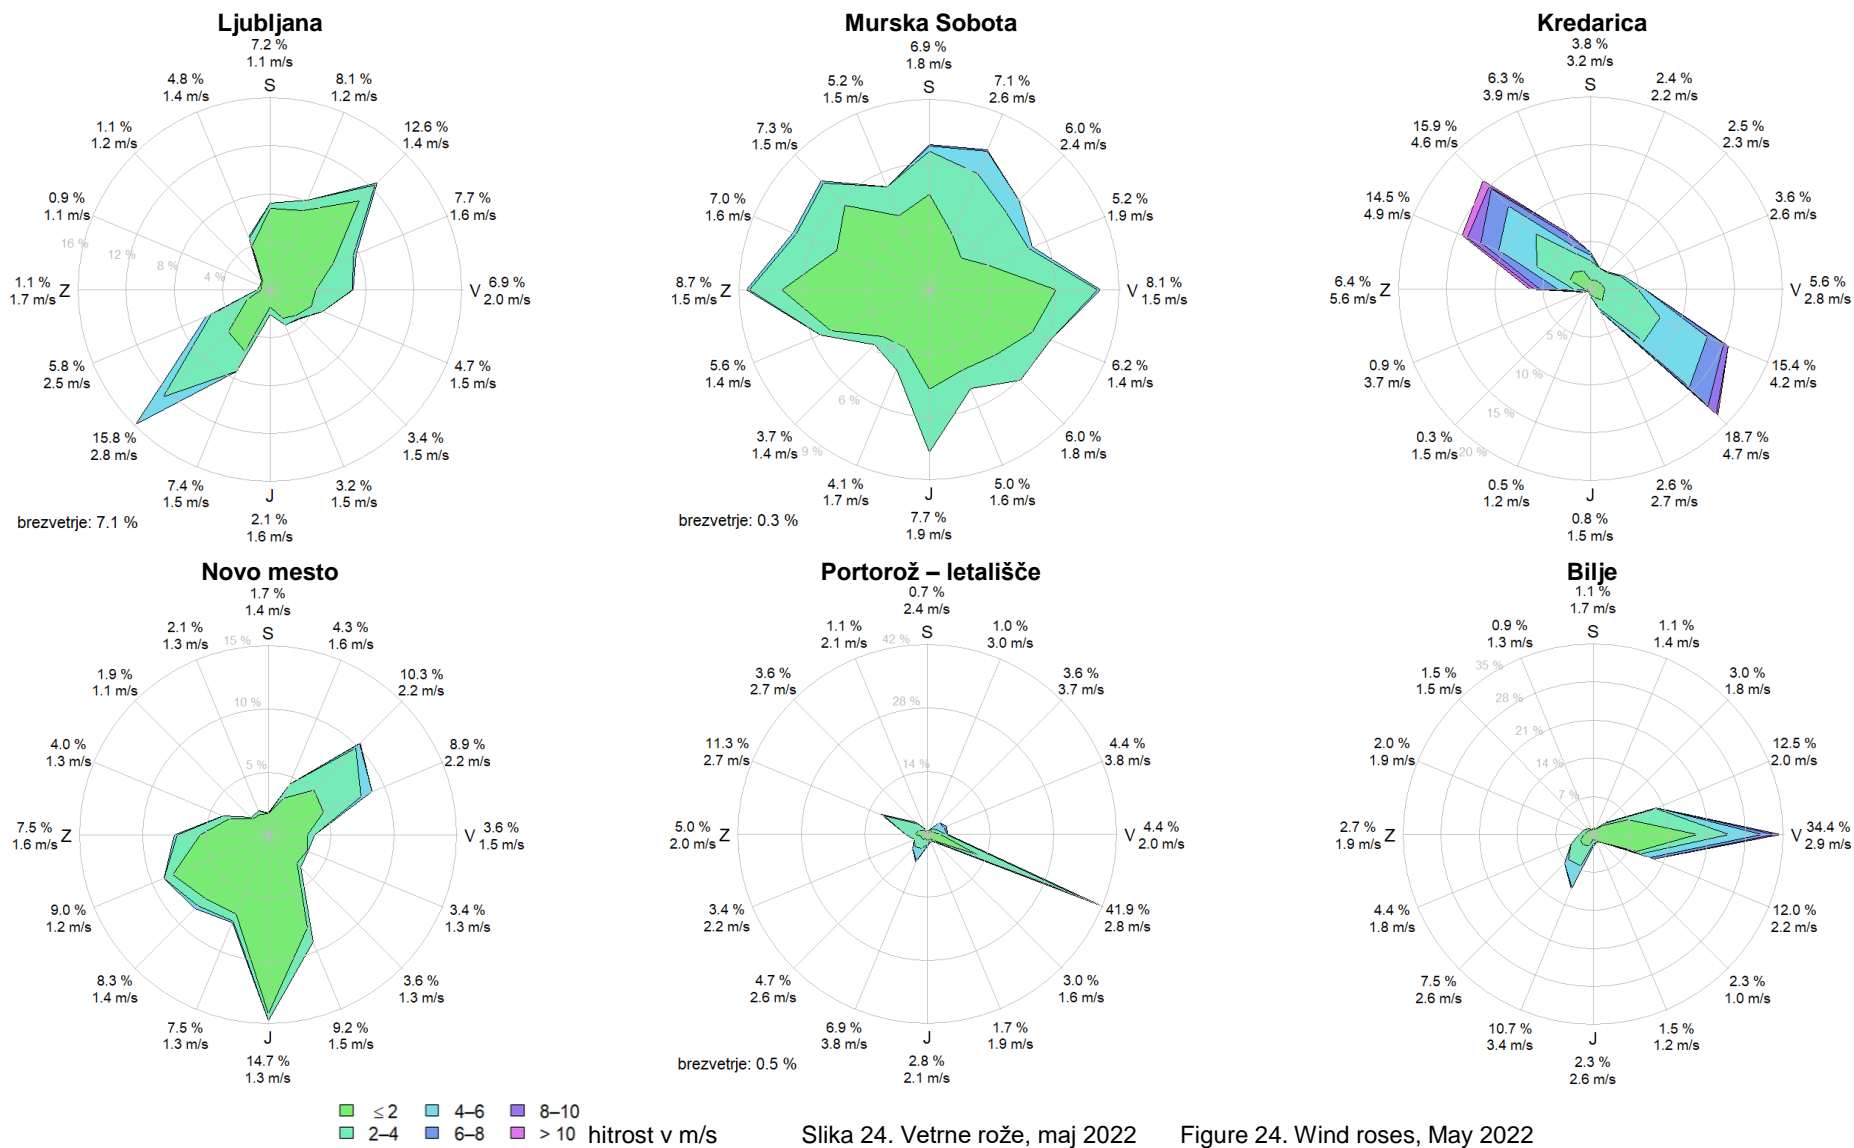 Ljubljana
7.2 %
1.1 m/s
4.8 %
1.4 m/s
S
8.1 %
1.2 m/s
1.1 %
1.2 m/s
12.6 %
1.4 m/s
0.9 %
1.1 m/s
7.7 %
1.6 m/s
16 %
12 %
8 %
4 %
1.1 %
1.7 m/s
Z
V
6.9 %
2.0 m/s
5.8 %
2.5 m/s
4.7 %
1.5 m/s
15.8 %
2.8 m/s
3.4 %
1.5 m/s
7.4 %
1.5 m/s
J
3.2 %
1.5 m/s
2.1 %
1.6 m/s
brezvetrje: 7.1 %
Murska Sobota
6.9 %
1.8 m/s
5.2 %
1.5 m/s
7.1 %
2.6 m/s
7.3 %
1.5 m/s
6.0 %
2.4 m/s
7.0 %
1.6 m/s
5.2 %
1.9 m/s
8.7 %
1.5 m/s
Z
V
8.1 %
1.5 m/s
5.6 %
1.4 m/s
6 %
6.2 %
1.4 m/s
3.7 %
1.4 m/s
9 %
6.0 %
1.8 m/s
4.1 %
1.7 m/s
J
5.0 %
1.6 m/s
7.7 %
1.9 m/s
brezvetrje: 0.3 %
Kredarica
3.8 %
3.2 m/s
6.3 %
3.9 m/s
S
2.4 %
2.2 m/s
15.9 %
4.6 m/s
2.5 %
2.3 m/s
14.5 %
4.9 m/s
3.6 %
2.6 m/s
6.4 %
5.6 m/s
Z
V
5.6 %
2.8 m/s
5 %
10 %
15 %
20 %
0.9 %
3.7 m/s
15.4 %
4.2 m/s
0.3 %
1.5 m/s
18.7 %
4.7 m/s
0.5 %
1.2 m/s
J
2.6 %
2.7 m/s
0.8 %
1.5 m/s
Novo mesto
1.7 %
1.4 m/s
2.1 %
1.3 m/s
15 %
S
4.3 %
1.6 m/s
1.9 %
1.1 m/s
10.3 %
2.2 m/s
10 %
4.0 %
1.3 m/s
5 %
8.9 %
2.2 m/s
7.5 %
1.6 m/s
Z
V
3.6 %
1.5 m/s
9.0 %
1.2 m/s
3.4 %
1.3 m/s
8.3 %
1.4 m/s
3.6 %
1.3 m/s
7.5 %
1.3 m/s
J
9.2 %
1.5 m/s
14.7 %
1.3 m/s
Portorož – letališče
0.7 %
2.4 m/s
1.1 %
2.1 m/s
42 %
S
1.0 %
3.0 m/s
3.6 %
2.7 m/s
3.6 %
3.7 m/s
28 %
11.3 %
2.7 m/s
14 %
4.4 %
3.8 m/s
5.0 %
2.0 m/s
Z
V
4.4 %
2.0 m/s
3.4 %
2.2 m/s
41.9 %
2.8 m/s
4.7 %
2.6 m/s
3.0 %
1.6 m/s
6.9 %
3.8 m/s
J
1.7 %
1.9 m/s
2.8 %
2.1 m/s
brezvetrje: 0.5 %
Bilje
1.1 %
1.7 m/s
0.9 %
1.3 m/s
S
1.1 %
1.4 m/s
1.5 %
1.5 m/s
35 %
28 %
21 %
14 %
7 %
3.0 %
1.8 m/s
2.0 %
1.9 m/s
12.5 %
2.0 m/s
2.7 %
1.9 m/s
Z
V
34.4 %
2.9 m/s
4.4 %
1.8 m/s
12.0 %
2.2 m/s
7.5 %
2.6 m/s
2.3 %
1.0 m/s
10.7 %
3.4 m/s
J
1.5 %
1.2 m/s
2.3 %
2.6 m/s
≤ 2
4–6
8–10
2–4
6–8
> 10
hitrost v m/s
Slika 24. Vetrne rože, maj 2022
Figure 24. Wind roses, May 2022